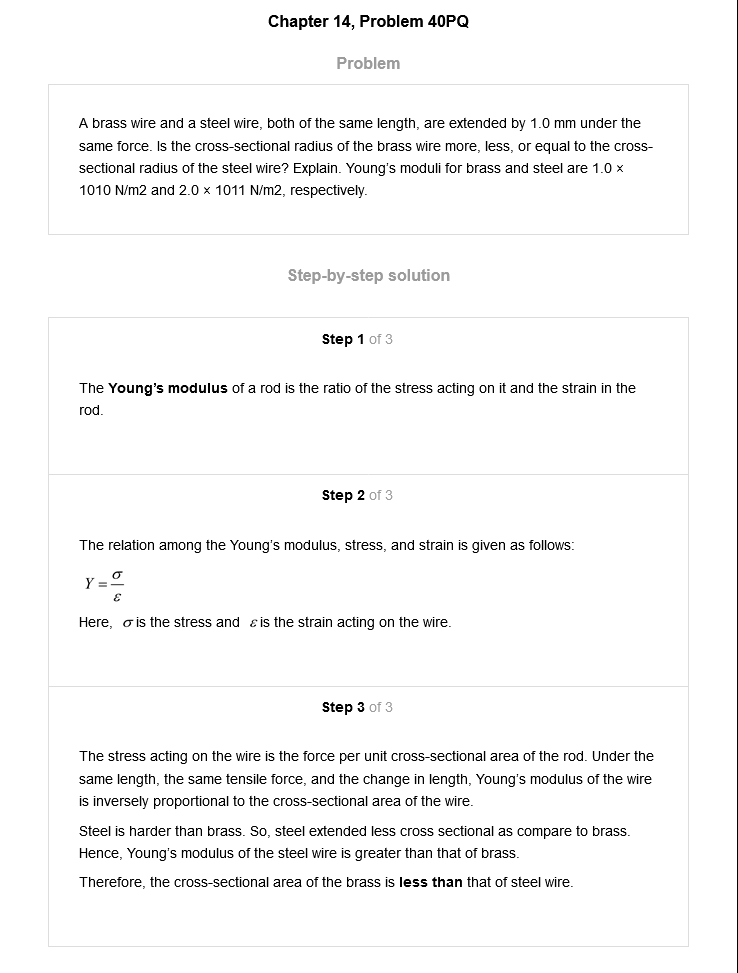 Chapter 14, Problem 40PQ
Problem
A brass wire and a steel wire, both of the same length, are extended by 1.0 mm under the
same force. Is the cross-sectional radius of the brass wire more, less, or equal to the cross-
sectional radius of the steel wire? Explain. Young’s moduli for brass and steel are 1.0 ×
1010 N/m2 and 2.0 × 1011 N/m2, respectively.
Step-by-step solution
Step 1 of 3
The Young’s modulus of a rod is the ratio of the stress acting on it and the strain in the
rod.
Step 2 of 3
The relation among the Young’s modulus, stress, and strain is given as follows:
Y = σ/ε
Here, σ is the stress and ε is the strain acting on the wire.
Step 3 of 3
The stress acting on the wire is the force per unit cross-sectional area of the rod. Under the
same length, the same tensile force, and the change in length, Young’s modulus of the wire
is inversely proportional to the cross-sectional area of the wire.
Steel is harder than brass. So, steel extended less cross sectional as compare to brass.
Hence, Young’s modulus of the steel wire is greater than that of brass.
Therefore, the cross-sectional area of the brass is less than that of steel wire.